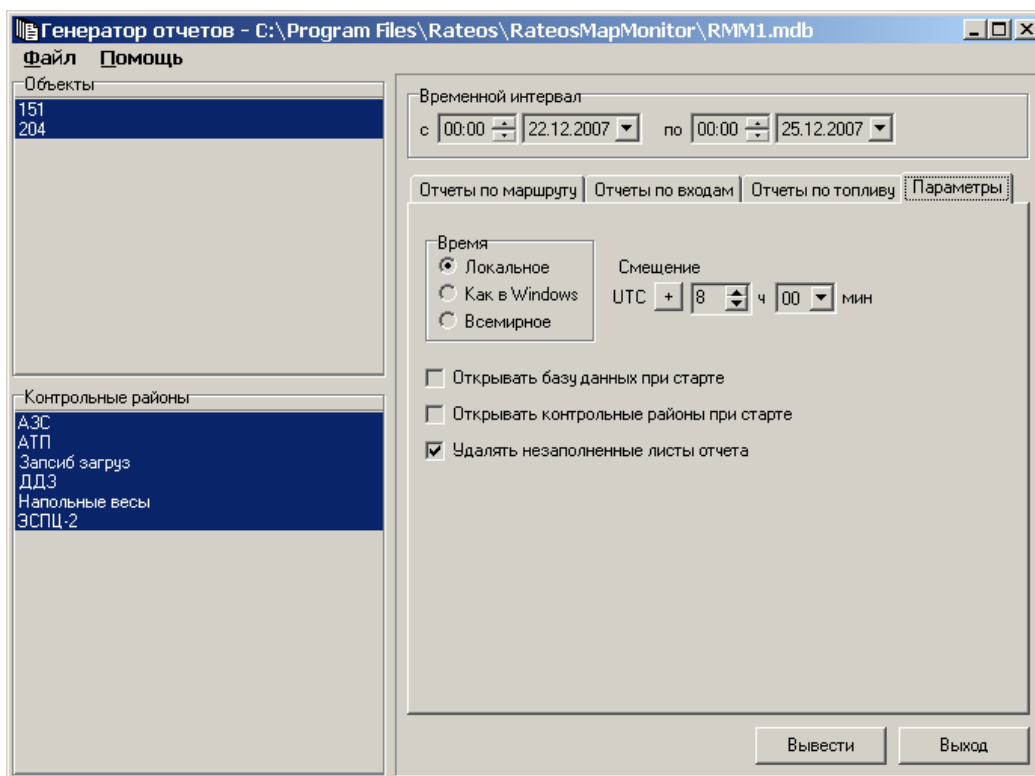 Генератор отчетов - C:\Program Files\Rateos\RateosMapMonitor\RMM1.mdb
Файл Помощь
Объекты
151
204
Контрольные районы
АЗС
АТП
Запсиб загруз
ДДЗ
Напольные весы
ЭСПЦ-2
Временной интервал
с 00:00 22.12.2007 по 00:00 25.12.2007
Отчеты по маршруту Отчеты по входам Отчеты по топливу Параметры
Время
Локальное
Как в Windows
Всемирное
Смещение
UTC + 8 ч 00 мин
Открывать базу данных при старте
Открывать контрольные районы при старте
Удалять незаполненные листы отчета
Вывести Выход